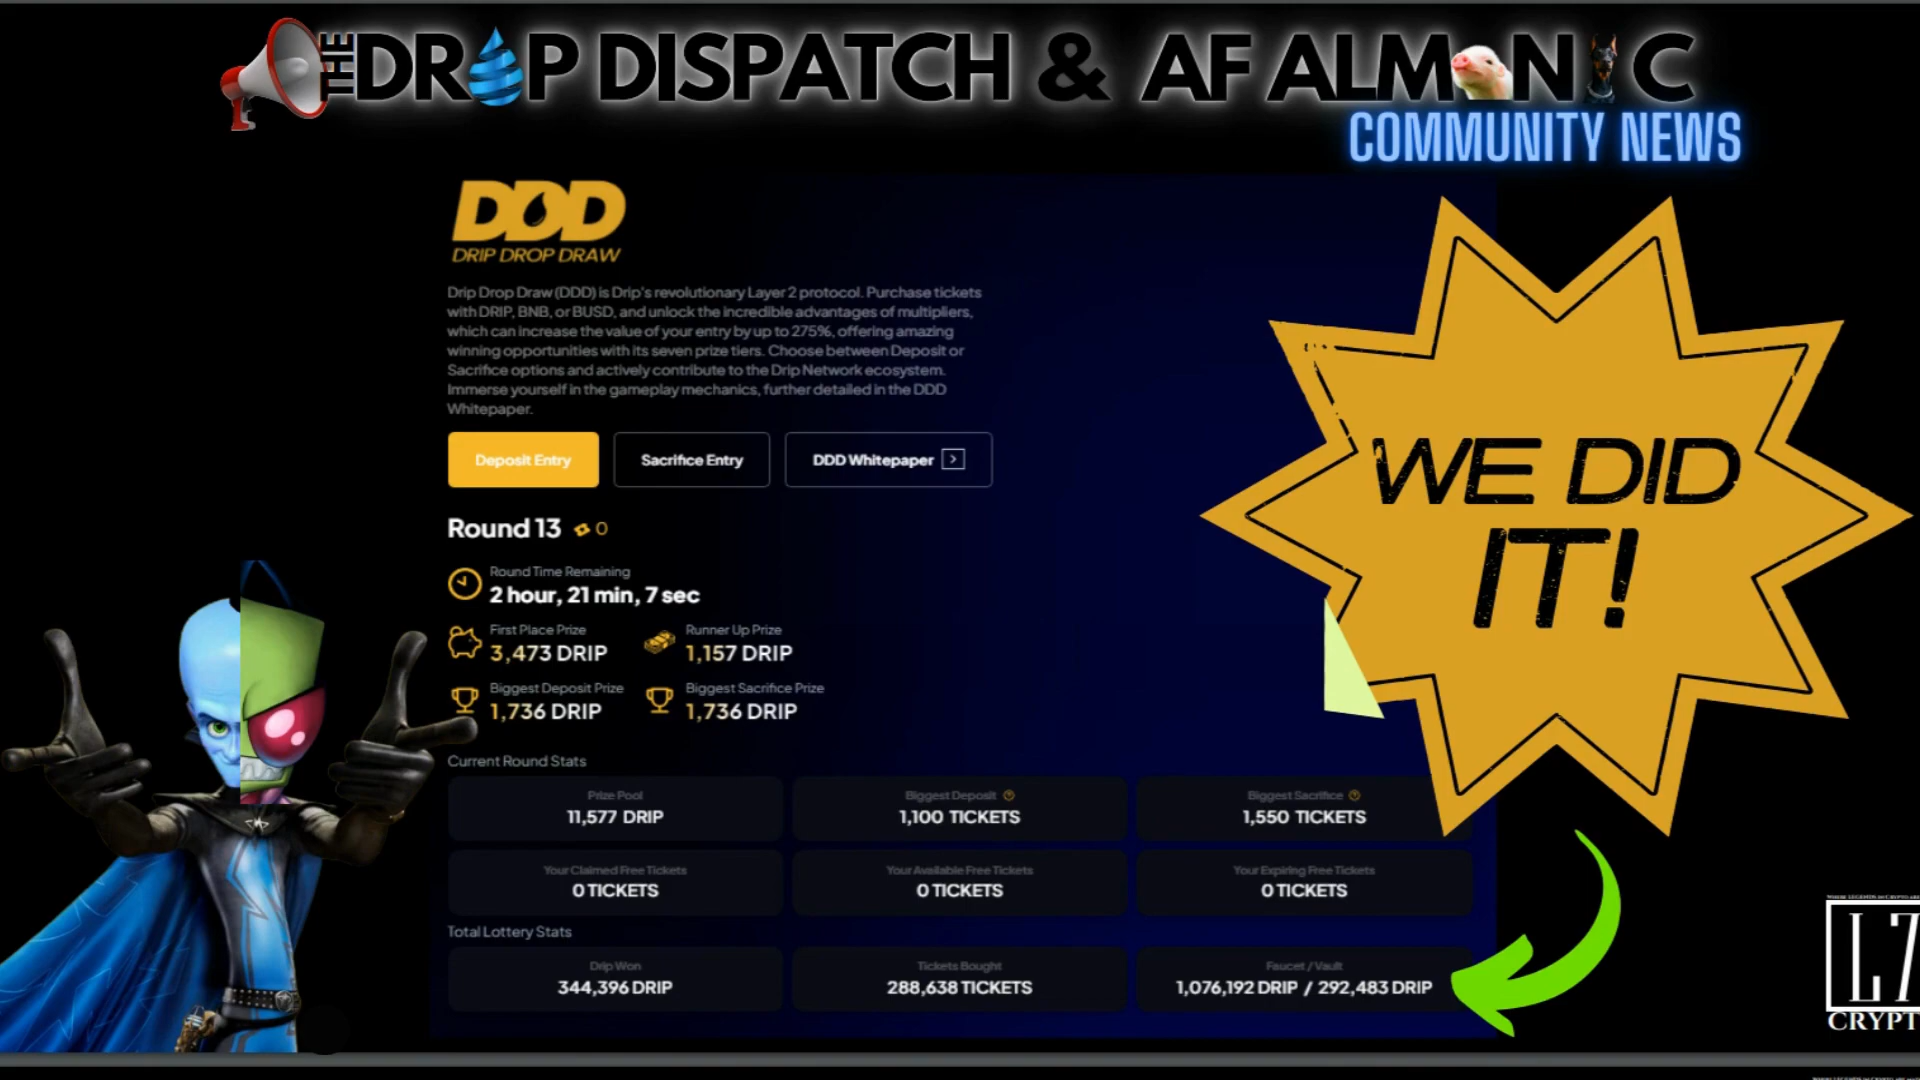 THE DROP DISPATCH & AF ALMANIC
COMMUNITY NEWS
DDD
DRIP DROP DRAW
Drip Drop Draw (DDD) is Drip's revolutionary Layer 2 protocol. Purchase tickets
with DRIP, BNB, or BUSD, and unlock the incredible advantages of multipliers,
which can increase the value of your entry by up to 275%, offering amazing
winning opportunities with its seven prize tiers. Choose between Deposit or
Sacrifice options and actively contribute to the Drip Network ecosystem.
Immerse yourself in the gameplay mechanics, further detailed in the DDD
Whitepaper.
Deposit Entry Sacrifice Entry DDD Whitepaper
WE DID
IT!
Round 13 0
Round Time Remaining
2 hour, 21 min, 7 sec
First Place Prize Runner Up Prize
3,473 DRIP 1,157 DRIP
Biggest Deposit Prize Biggest Sacrifice Prize
1,736 DRIP 1,736 DRIP
Current Round Stats
Prize Pool Biggest Deposit Biggest Sacrifice
11,577 DRIP 1,100 TICKETS 1,550 TICKETS
Your Claimed Free Tickets Your Available Free Tickets Your Expiring Free Tickets
0 TICKETS 0 TICKETS 0 TICKETS
Total Lottery Stats
Drip Won Tickets Bought Faucet / Vault
344,396 DRIP 288,638 TICKETS 1,076,192 DRIP / 292,483 DRIP
L7
CRYPT